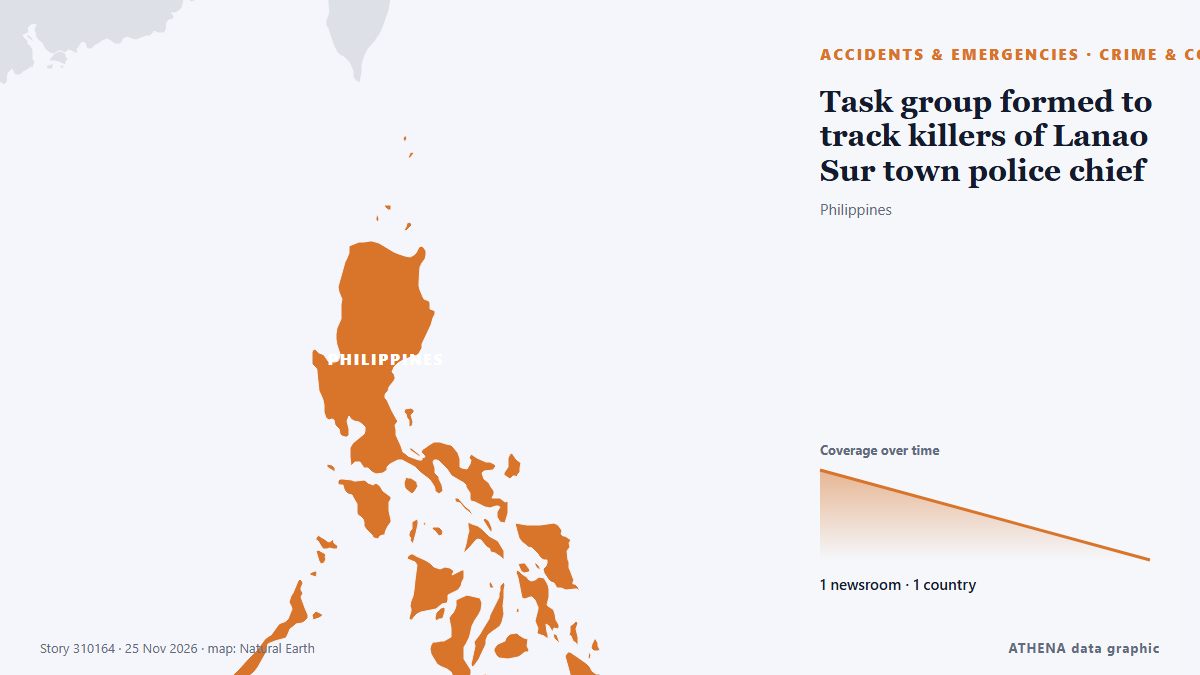 ACCIDENTS & EMERGENCIES · CRIME &
Task group formed to
track killers of Lanao
Sur town police chief
Philippines
PHILIPPINES
Coverage over time
1 newsroom · 1 country
Story 310164 · 25 Nov 2026 · map: Natural Earth
ATHENA data graphic